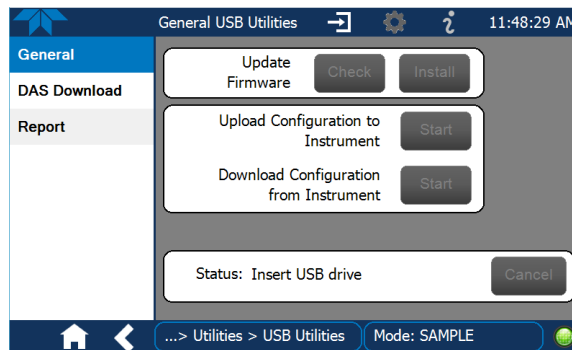 General USB Utilities
11:48:29 AM
General
DAS Download
Report
Update
Firmware
Check
Install
Upload Configuration to
Instrument
Start
Download Configuration
from Instrument
Start
Status: Insert USB drive
Cancel
...> Utilities > USB Utilities
Mode: SAMPLE